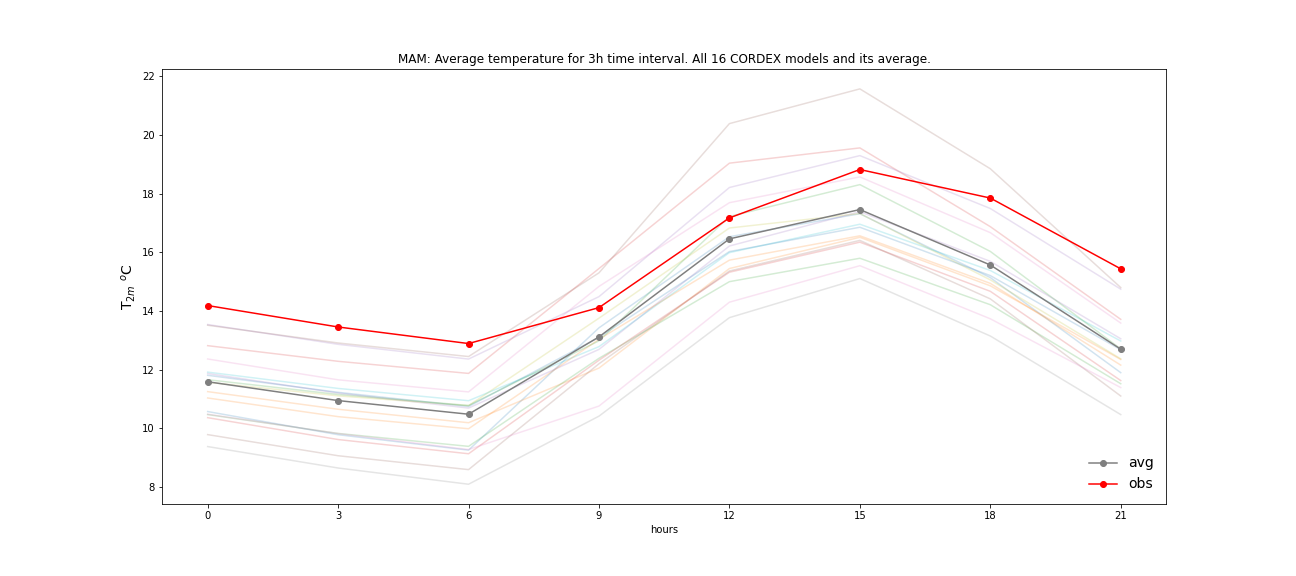 MAM: Average temperature for 3h time interval. All 16 CORDEX models and its average.
22
20
18
16
14
12
10
8
T2m °C
0 3 6 9 12 15 18 21
hours
avg
obs